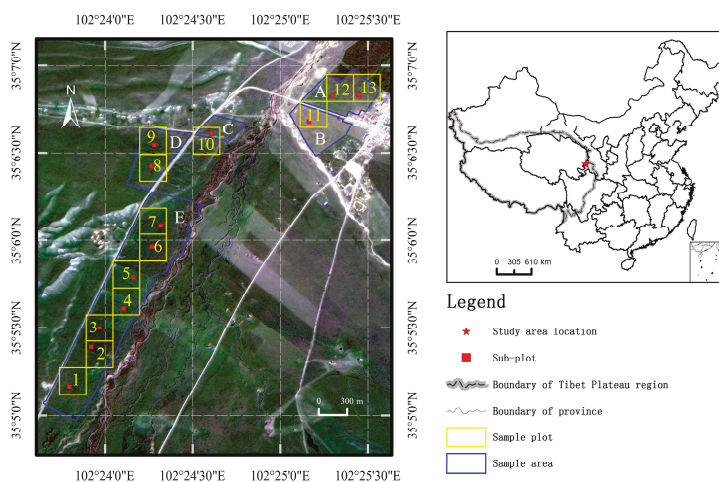 102°24'0"E 102°24'30"E 102°25'0"E 102°25'30"E
35°7'0"N
35°6'30"N
35°6'0"N
35°5'30"N
35°5'0"N
N
A 12 13
11
B
9 D C
10
8
7 E
6
5
4
3
2
1
0 300 m
35°7'0"N
35°6'30"N
35°6'0"N
35°5'30"N
35°5'0"N
102°24'0"E 102°24'30"E 102°25'0"E 102°25'30"E
0 305 610 km
Legend
Study area location
Sub-plot
Boundary of Tibet Plateau region
Boundary of province
Sample plot
Sample area